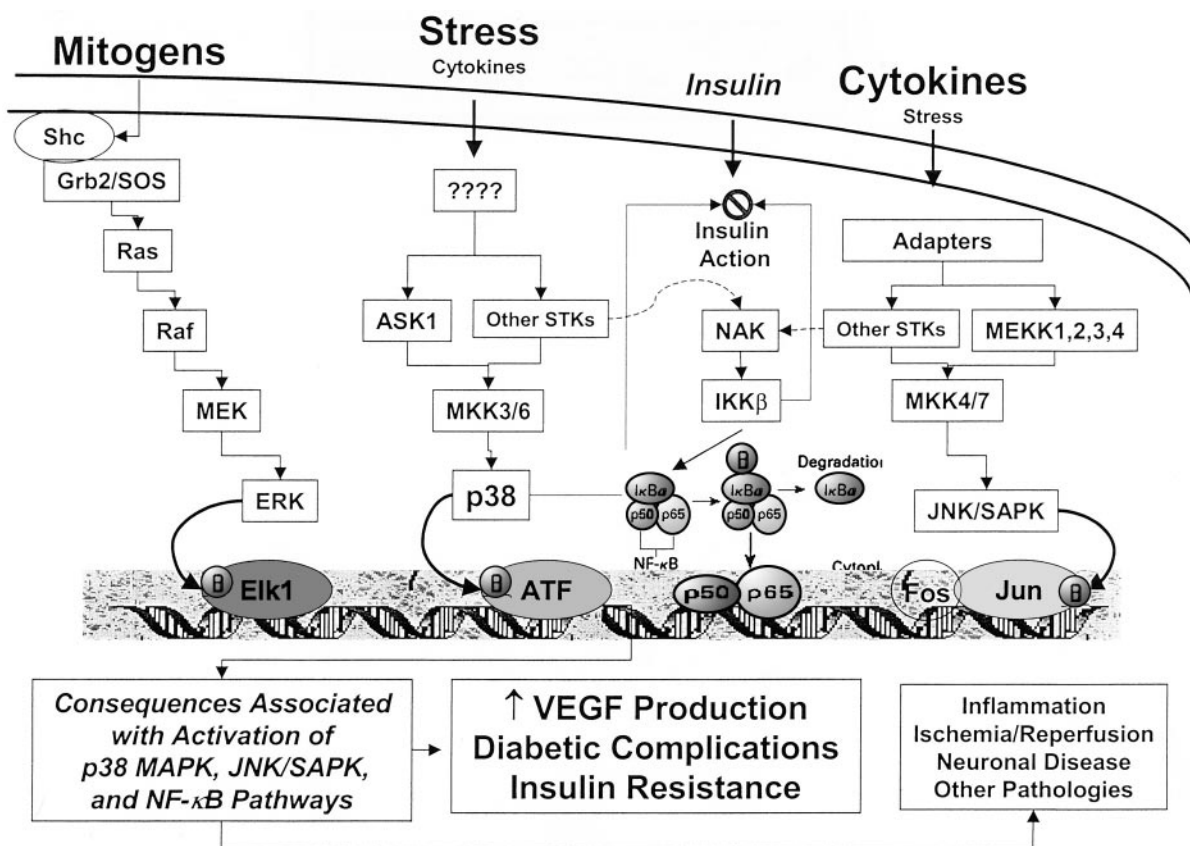 Mitogens
Stress
Cytokines
Insulin
Cytokines
Stress
Shc
Grb2/SOS
Ras
Raf
MEK
ERK
????
ASK1
Other STKs
MKK3/6
p38
Insulin
Action
NAK
IKKβ
Adapters
Other STKs
MEKK1,2,3,4
MKK4/7
JNK/SAPK
IκBα
p50
p65
NF-κB
IκBα
p50
p65
Degradation
IκBα
Elk1
ATF
p50
p65
Fos
Jun
Consequences Associated
with Activation of
p38 MAPK, JNK/SAPK,
and NF-κB Pathways
↑ VEGF Production
Diabetic Complications
Insulin Resistance
Inflammation
Ischemia/Reperfusion
Neuronal Disease
Other Pathologies